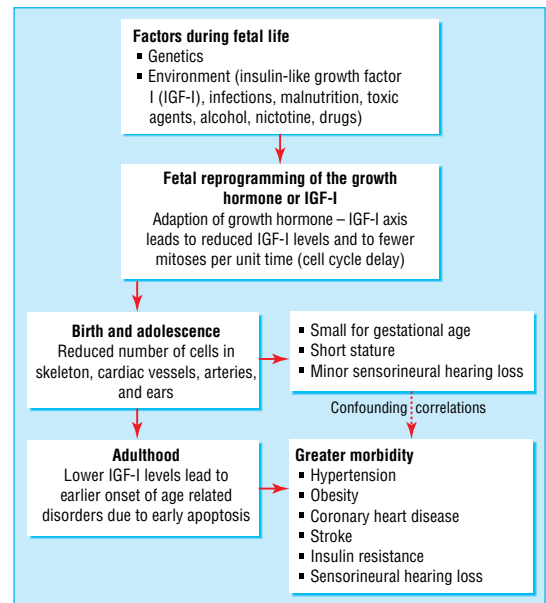 Factors during fetal life
▪ Genetics
▪ Environment (insulin-like growth factor
I (IGF-I), infections, malnutrition, toxic
agents, alcohol, nictotine, drugs)
Fetal reprogramming of the growth
hormone or IGF-I
Adaption of growth hormone – IGF-I axis
leads to reduced IGF-I levels and to fewer
mitoses per unit time (cell cycle delay)
Birth and adolescence
Reduced number of cells in
skeleton, cardiac vessels, arteries,
and ears
▪ Small for gestational age
▪ Short stature
▪ Minor sensorineural hearing loss
Confounding correlations
Adulthood
Lower IGF-I levels lead to
earlier onset of age related
disorders due to early apoptosis
Greater morbidity
▪ Hypertension
▪ Obesity
▪ Coronary heart disease
▪ Stroke
▪ Insulin resistance
▪ Sensorineural hearing loss